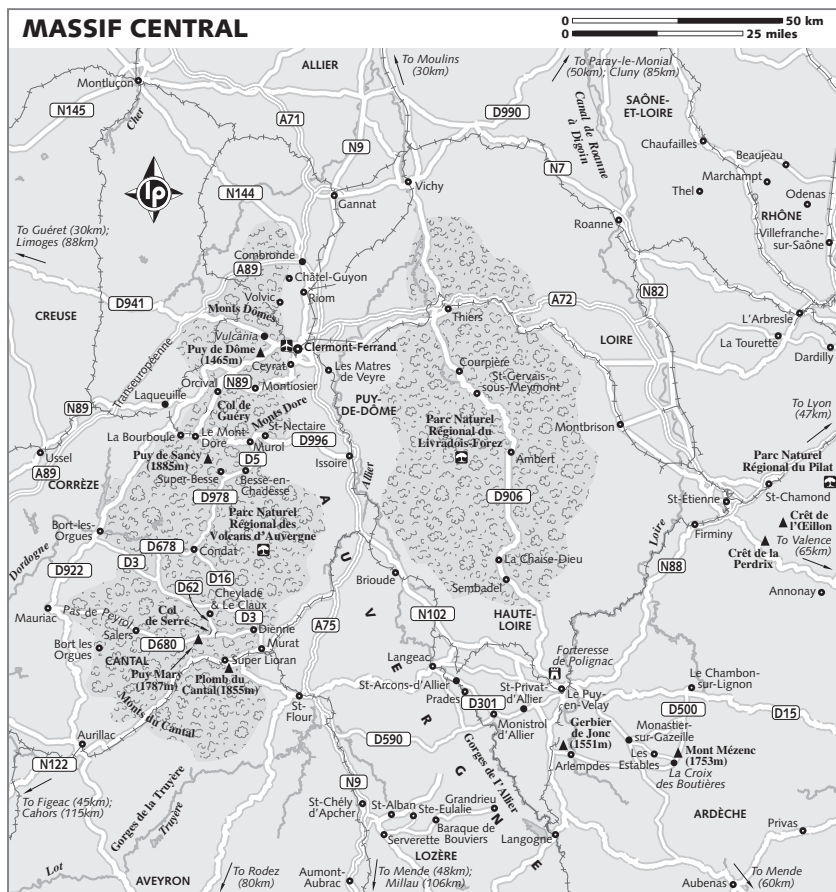 MASSIF CENTRAL
0
50 km
0
25 miles
To Moulins
(30km)
To Paray-le-Monial
(50km); Cluny (85km)
ALLIER
Montluçon
N145
Cher
A71
N9
D990
Canal de Roanne
à Digoin
SAÔNE-
ET-LOIRE
Chaufailles
Beaujeau
Marchampt
Thel
Odenas
RHÔNE
Villefranche-
sur-Saône
lp
N144
N7
Vichy
Gannat
Roanne
To Guéret (30km);
Limoges (88km)
Combronde
A89
Châtel-Guyon
Volvic
Riom
N82
D941
Monts Dômes
A72
CREUSE
Thiers
L'Arbresle
LOIRE
La Tourette
Dardilly
Vulcania
Clermont-Ferrand
Puy de Dôme
(1465m)
Ceyrat
Les Matres
de Veyre
Tranceuropéenne
Orcival
N89
Montlosier
Courpière
St-Gervais-
sous-Meymont
Laqueuille
Col de
Guéry
PUY-
DE-DÔME
N89
Monts Dore
To Lyon
(47km)
Parc Naturel
Régional du
Livradois-Forez
La Bourboule
Le Mont-
Dore
St-Nectaire
Murol
D996
Montbrison
Ussel
Puy de Sancy
(1885m)
D5
Issoire
Ambert
Parc Naturel
Régional du Pilat
A89
Super-Besse
Besse-en-
Chadesse
Allier
CORRÈZE
D978
D906
St-Étienne
St-Chamond
Bort-les-
Orgues
Parc Naturel
Régional des
Volcans d'Auvergne
Loire
Firminy
Crêt de
l'Œillon
Crêt de la
Perdrix
To Valence
(65km)
D678
Condat
La Chaise-Dieu
Dordogne
D3
D922
D16
D62
Brioude
Sembadel
N88
Annonay
Cheylade
& Le Claux
Mauriac
Pas de Peyrol
Col
de Serre
D3
HAUTE-
LOIRE
N102
Salers
Dienne
A75
D680
Murat
Bort les
Orgues
Langeac
Forteresse
de Polignac
CANTAL
Super Lioran
Le Chambon-
sur-Lignon
Puy Mary
(1787m)
Plomb du
Cantal (1855m)
St-Arcons-d'Allier
St-Privat-
d'Allier
Le Puy-
en-Velay
Prades
D301
St-
Flour
Monistrol
d'Allier
D500
D15
Monts du Cantal
Gerbier
de Jonc
(1551m)
Monastier-
sur-Gazeille
Aurillac
D590
Mont Mézenc
(1753m)
Les
Estables
Arlempdes
La Croix
des Boutières
N122
Gorges de l'Allier
N9
Gorges de la Truyère
To Figeac (45km);
Cahors (115km)
Truyère
St-Chély
d'Apcher
St-Alban
Grandrieu
Ste-Eulalie
ARDÈCHE
Baraque de
Bouviers
Serverette
Langogne
Privas
Lot
LOZÈRE
To Rodez
(80km)
Aumont-
Aubrac
To Mende (48km);
Millau (106km)
AVEYRON
Aubenas
To Mende
(60km)
AUVERGNE